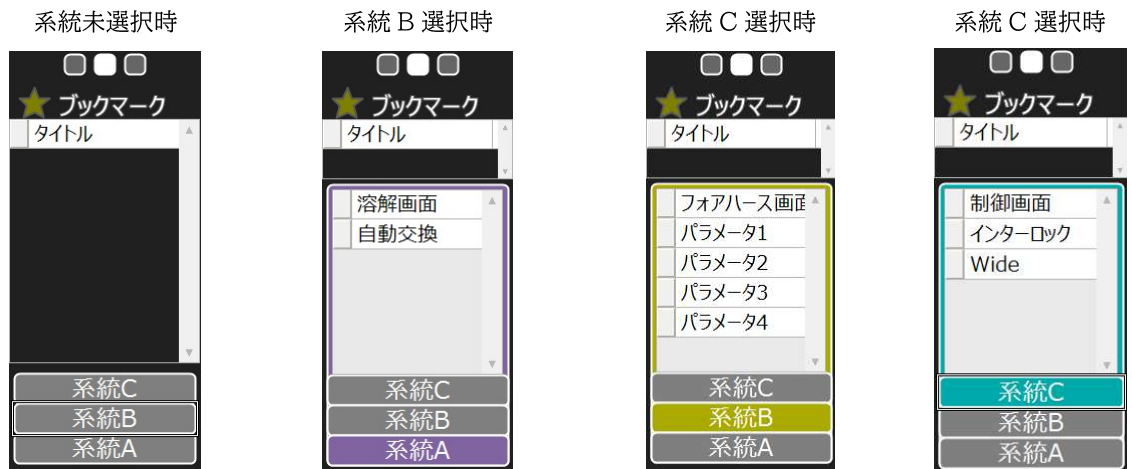 系統未選択時
ブックマーク
タイトル
系統C
系統B
系統A
系統 B 選択時
ブックマーク
タイトル
溶解画面
自動交換
系統C
系統B
系統A
系統 C 選択時
ブックマーク
タイトル
フォアハース画面
パラメータ1
パラメータ2
パラメータ3
パラメータ4
系統C
系統B
系統A
系統 C 選択時
ブックマーク
タイトル
制御画面
インターロック
Wide
系統C
系統B
系統A